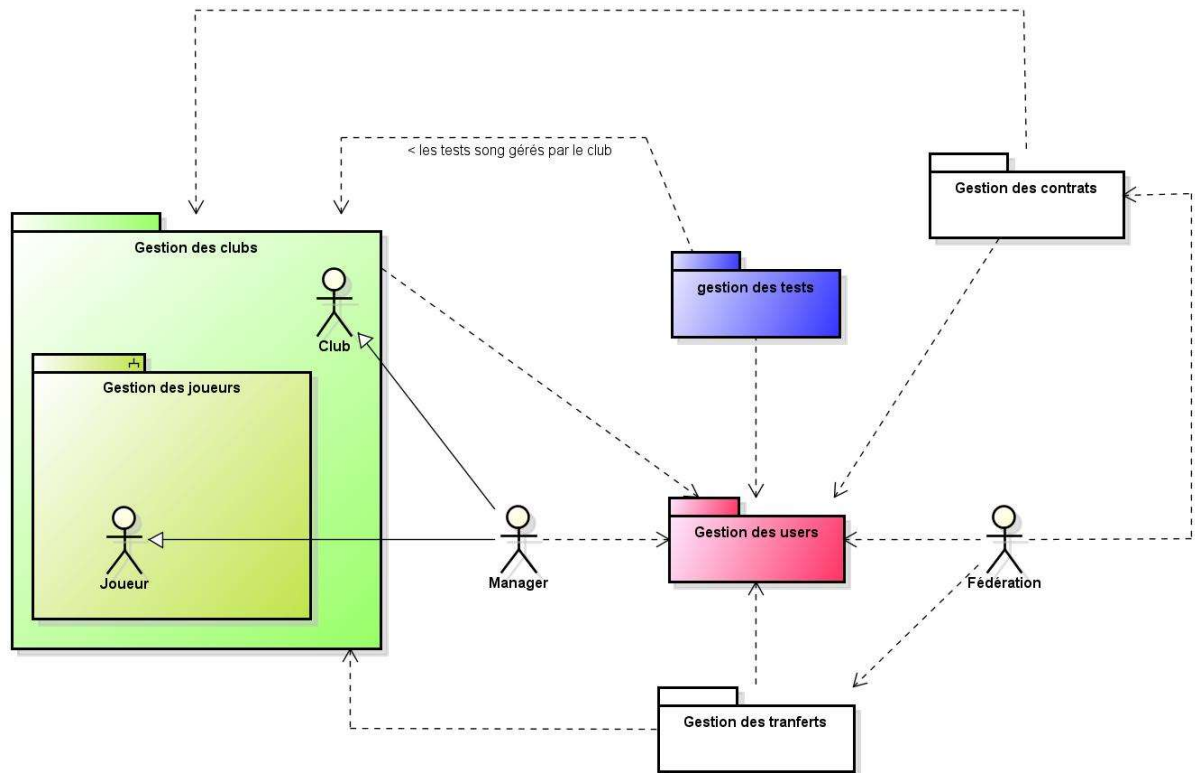 < les tests song gérés par le club
Gestion des contrats
Gestion des clubs
gestion des tests
Club
Gestion des joueurs
Gestion des users
Joueur
Manager
Fédération
Gestion des tranferts